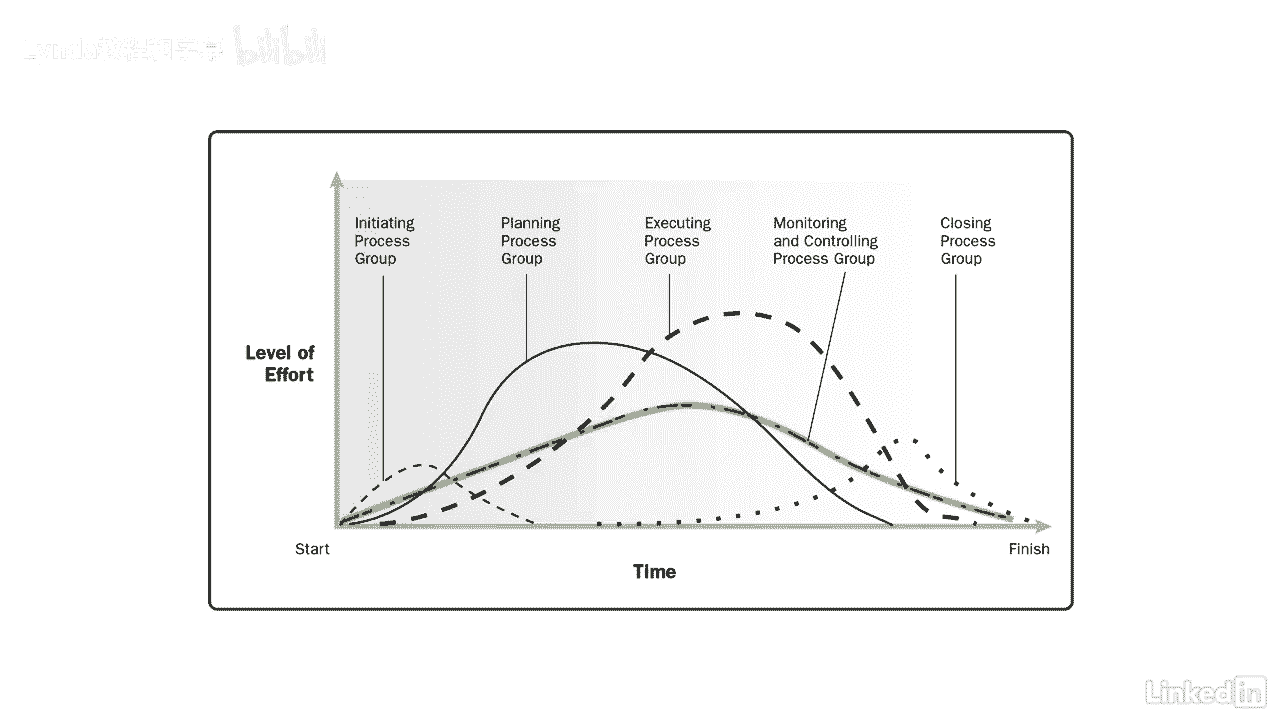 bilibili
Initiating
Process
Group
Planning
Process
Group
Executing
Process
Group
Monitoring
and Controlling
Process Group
Closing
Process
Group
Level of
Effort
Start
Finish
Time
Linked in